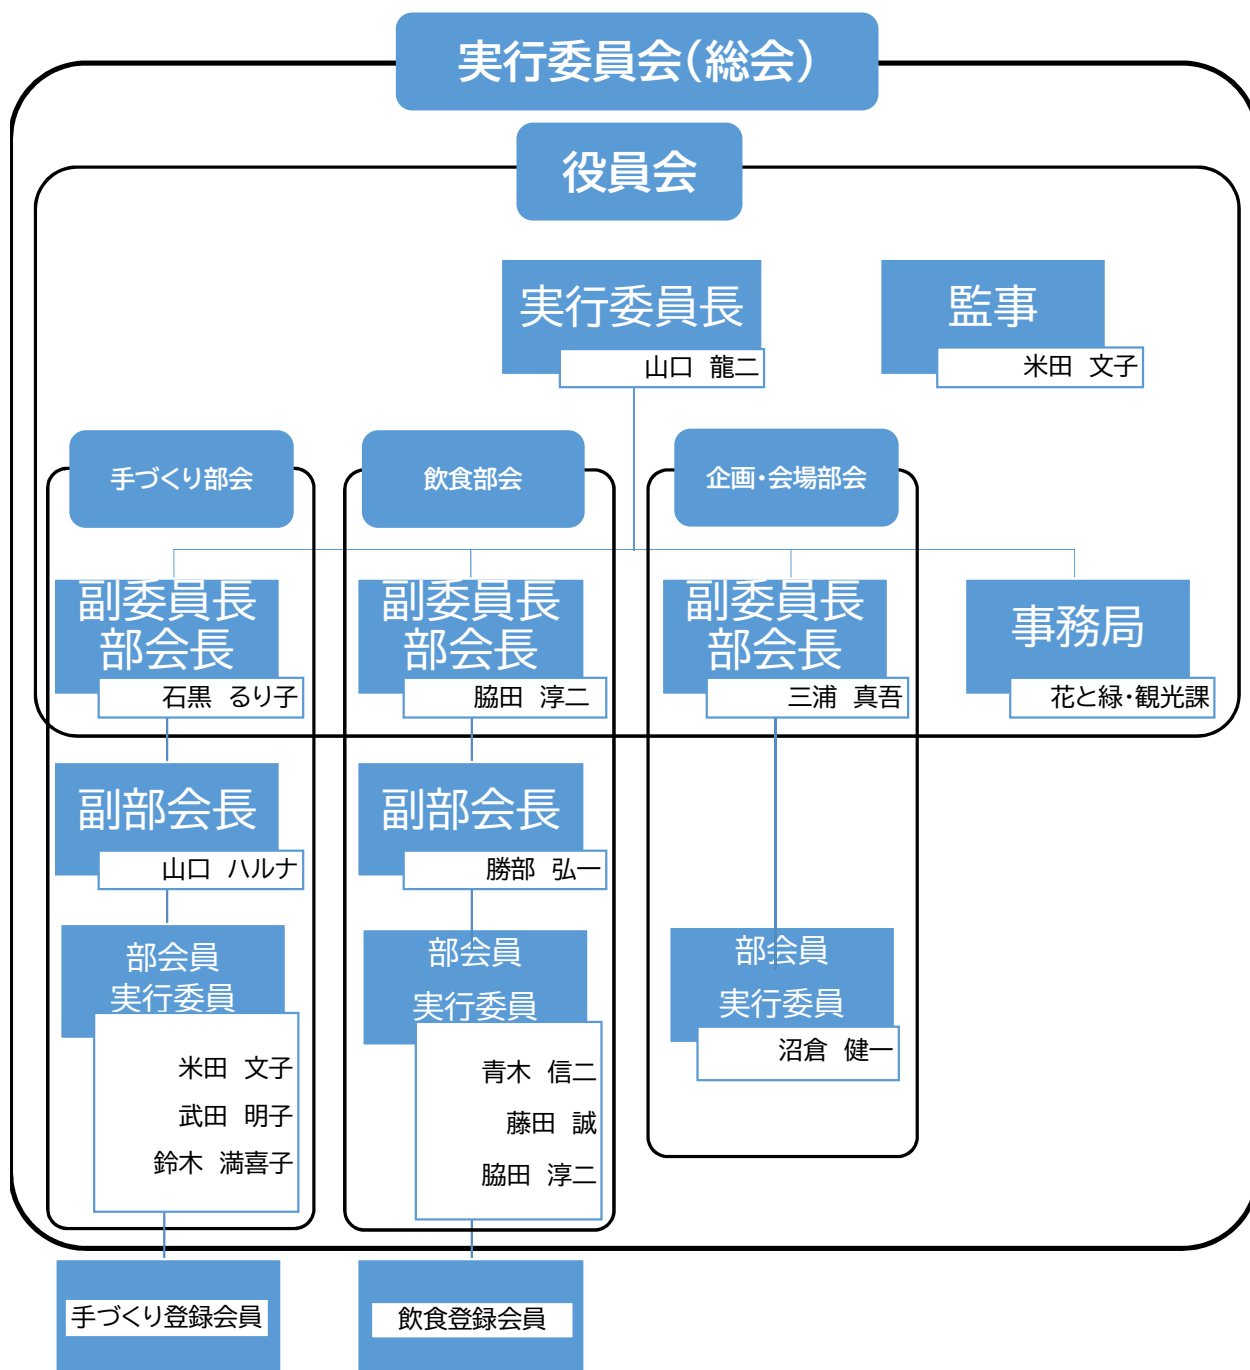 実行委員会（総会）
役員会
実行委員長
山口　龍二
監事
米田　文子
手づくり部会
飲食部会
企画・会場部会
副委員長
部会長
石黒　るり子
副委員長
部会長
脇田　淳二
副委員長
部会長
三浦　真吾
事務局
花と緑・観光課
副部会長
山口　ハルナ
副部会長
勝部　弘一
部会員
実行委員
米田　文子
武田　明子
鈴木　満喜子
部会員
実行委員
青木　信二
藤田　誠
脇田　淳二
部会員
実行委員
沼倉　健一
手づくり登録会員
飲食登録会員